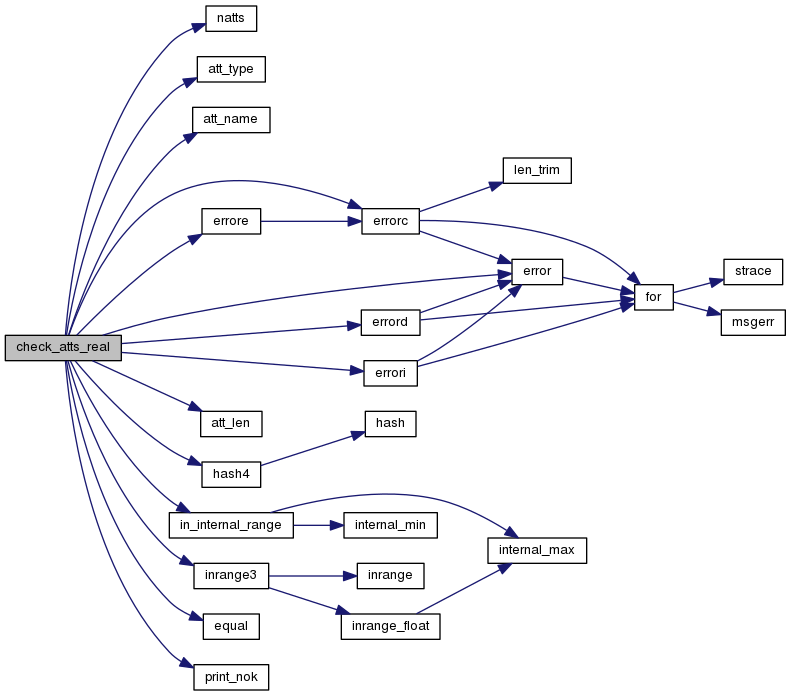 natts
att_type
att_name
len_trim
errore
errorc
error
strace
for
errord
msgerr
check_atts_real
errori
att_len
hash
hash4
in_internal_range
internal_min
internal_max
inrange3
inrange
equal
inrange_float
print_nok